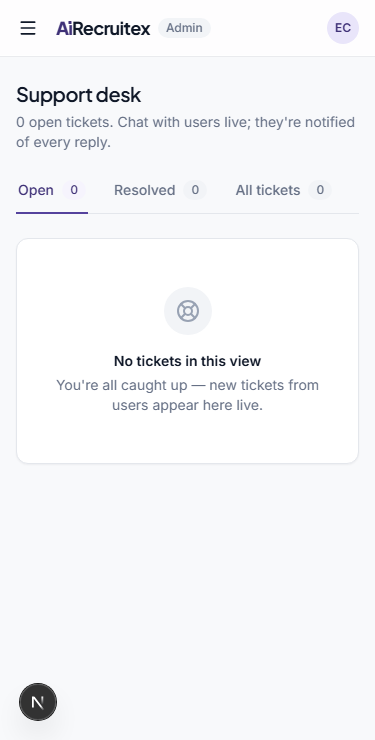 AiRecruitex Admin EC
Support desk
0 open tickets. Chat with users live; they're notified
of every reply.
Open 0 Resolved 0 All tickets 0
No tickets in this view
You're all caught up — new tickets from
users appear here live.
N